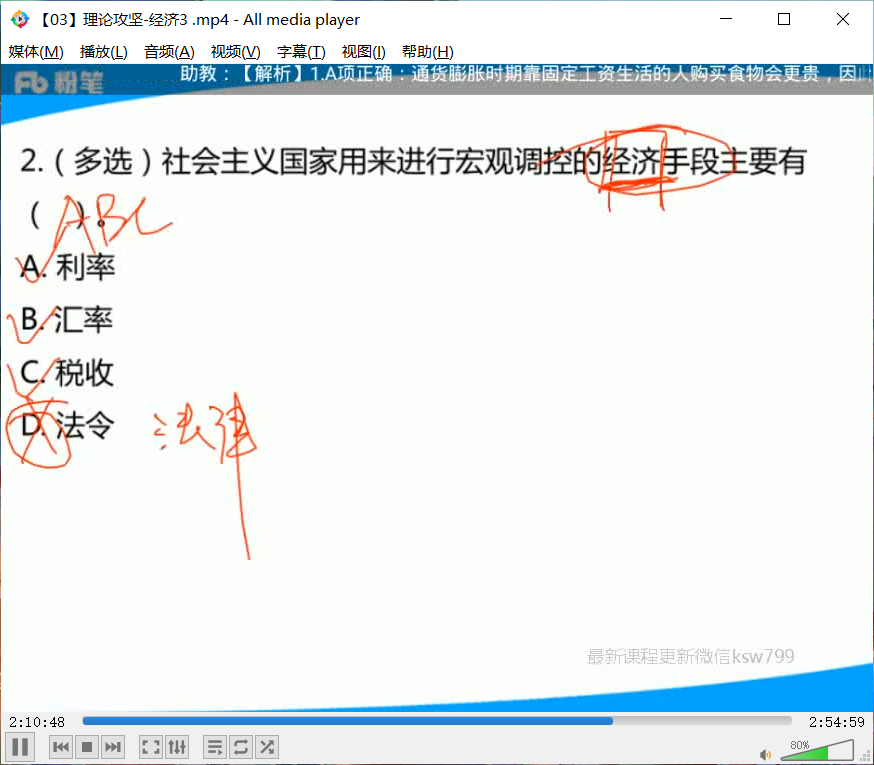 【03】理论攻坚-经济3 .mp4 - All media player
媒体(M) 播放(L) 音频(A) 视频(V) 字幕(T) 视图(I) 帮助(H)
Fb 粉笔
助教：【解析】1.A项正确：通货膨胀时期靠固定工资生活的人购买食物会更贵，因
2.（多选）社会主义国家用来进行宏观调控的经济手段主要有
（ ）。
ABC
A. 利率
B. 汇率
C. 税收
D. 法令 法律
最新课程更新微信ksw799
2:10:48 2:54:59
80%